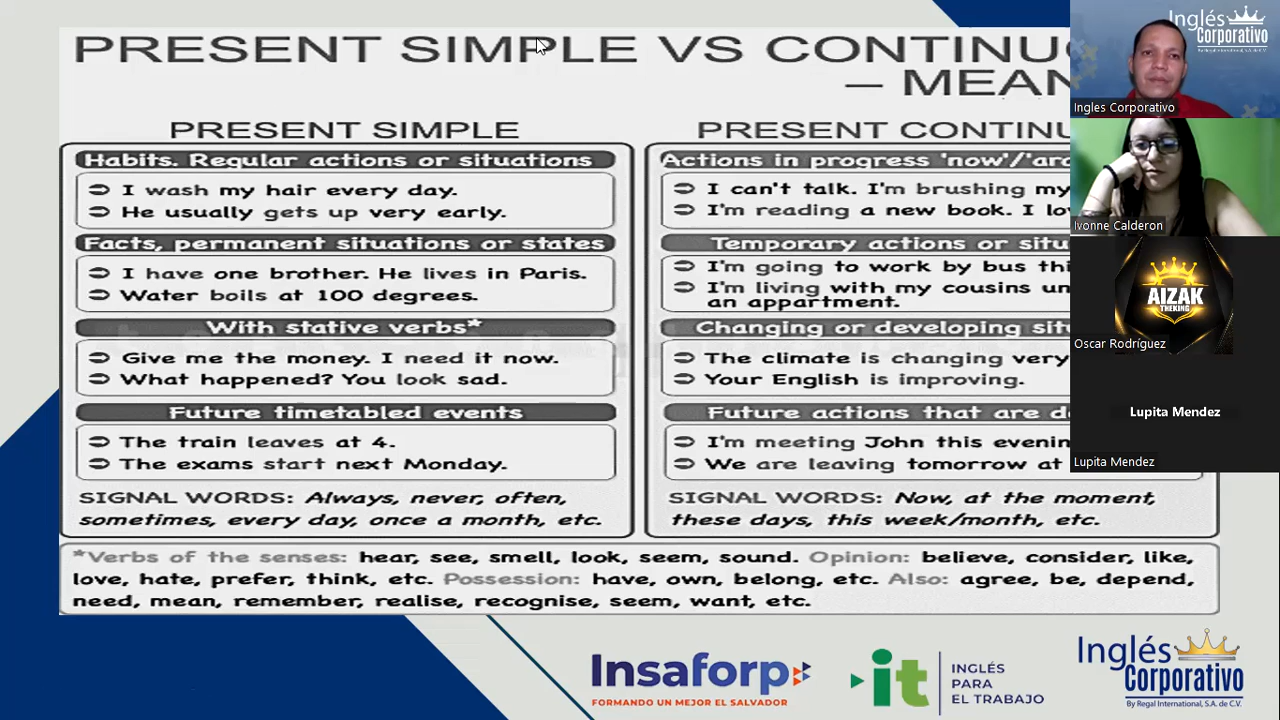 PRESENT SIMPLE VS CONTINU
– MEAN
PRESENT SIMPLE
Habits. Regular actions or situations
I wash my hair every day.
He usually gets up very early.
Facts, permanent situations or states
I have one brother. He lives in Paris.
Water boils at 100 degrees.
With stative verbs*
Give me the money. I need it now.
What happened? You look sad.
Future timetabled events
The train leaves at 4.
The exams start next Monday.
SIGNAL WORDS: Always, never, often,
sometimes, every day, once a month, etc.
PRESENT CONTINU
Actions in progress 'now'/'aro
I can't talk. I'm brushing my
I'm reading a new book. I lo
Temporary actions or situ
I'm going to work by bus thi
I'm living with my cousins un
an appartment.
Changing or developing sit
The climate is changing very
Your English is improving.
Future actions that are d
I'm meeting John this evenin
We are leaving tomorrow at
SIGNAL WORDS: Now, at the moment,
these days, this week/month, etc.
*Verbs of the senses: hear, see, smell, look, seem, sound. Opinion: believe, consider, like,
love, hate, prefer, think, etc. Possession: have, own, belong, etc. Also: agree, be, depend,
need, mean, remember, realise, recognise, seem, want, etc.
Inglés
Corporativo
By Regal International, S.A. de C.V.
Ingles Corporativo
Ivonne Calderon
AIZAK
THEKING
Oscar Rodríguez
Lupita Mendez
Lupita Mendez
Insaforp
FORMANDO UN MEJOR EL SALVADOR
it
INGLÉS
PARA
EL TRABAJO
Inglés
Corporativo
By Regal International, S.A. de C.V.